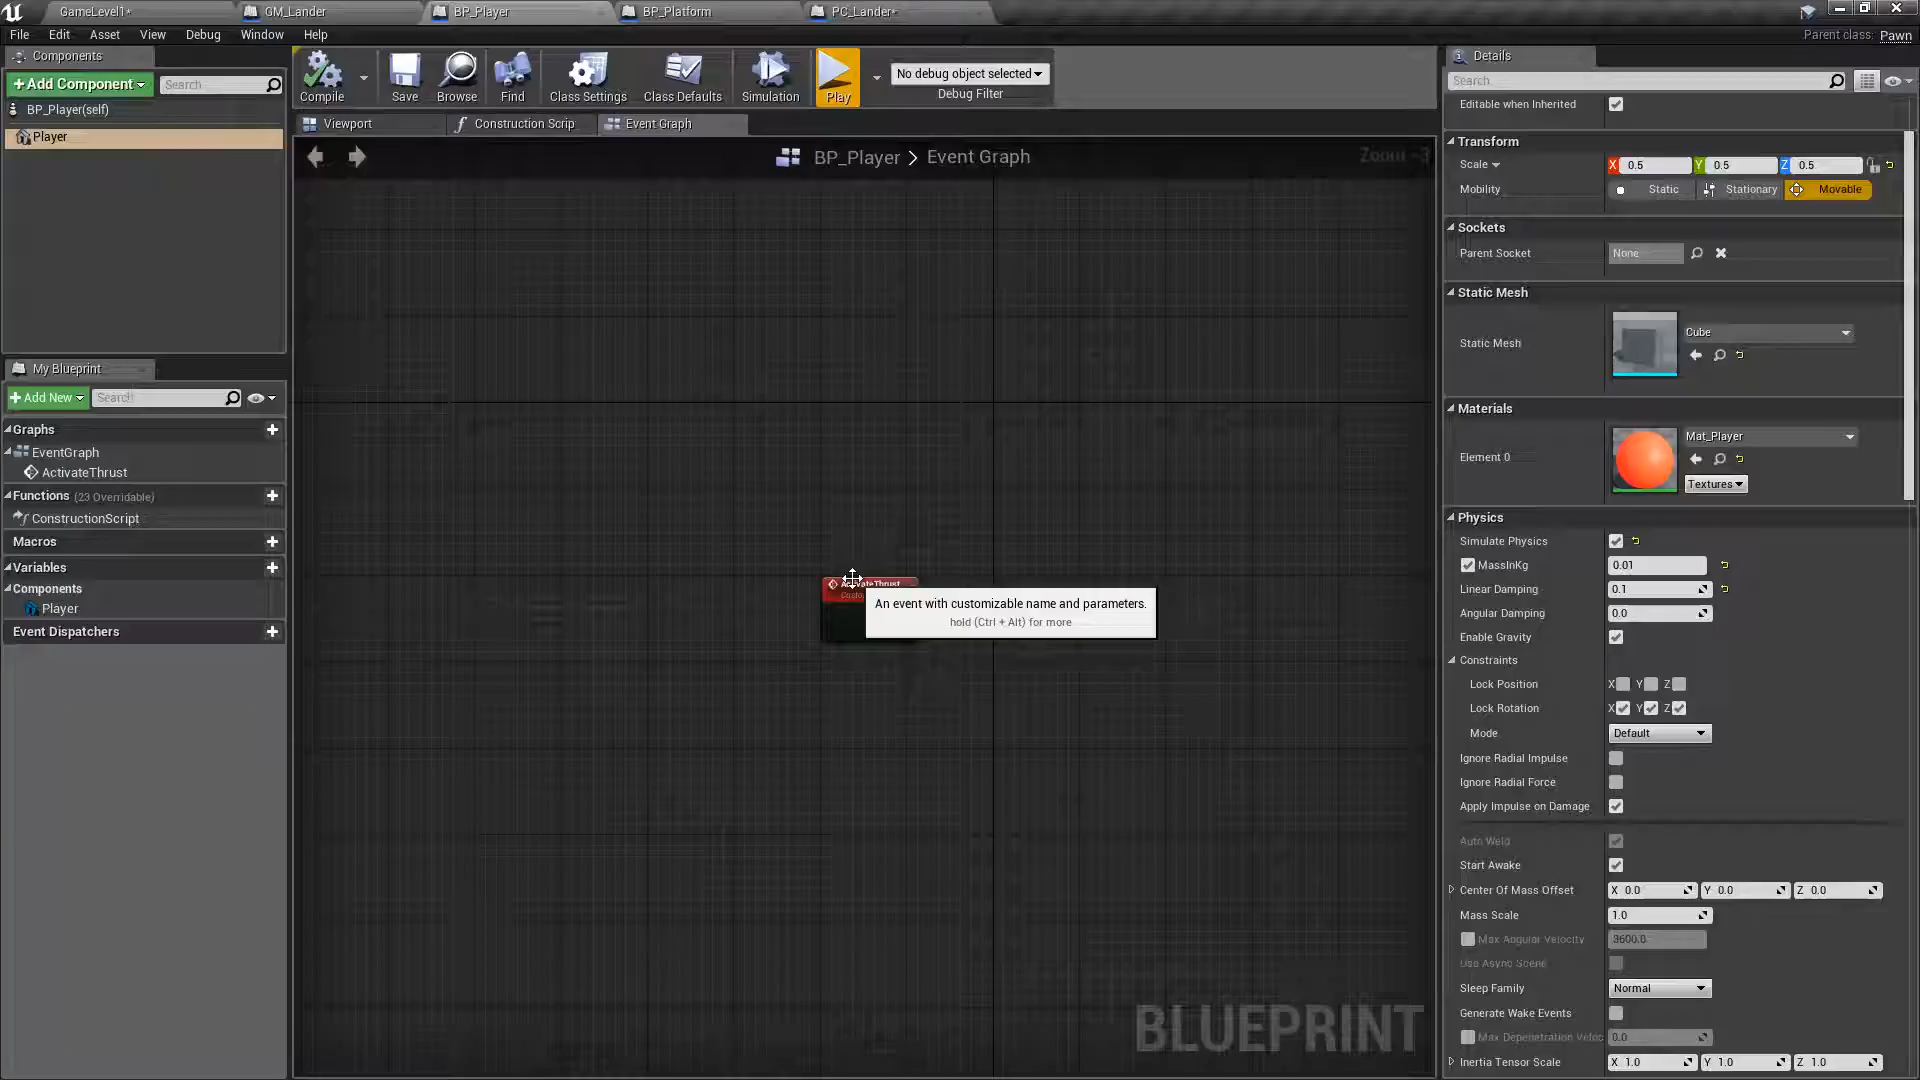 GameLevel1*
GM_Lander
BP_Player
BP_Platform
PC_Lander*
File
Edit
Asset
View
Debug
Window
Help
Parent class: Pawn
Components
+Add Component
Search
BP_Player(self)
Player
Compile
Save
Browse
Find
Class Settings
Class Defaults
Simulation
Play
No debug object selected
Debug Filter
Viewport
Construction Scrip
Event Graph
BP_Player > Event Graph
Zoom -3
My Blueprint
+Add New
Search
Graphs
EventGraph
ActivateThrust
Functions (23 Overridable)
ConstructionScript
Macros
Variables
Components
Player
Event Dispatchers
An event with customizable name and parameters.
hold (Ctrl + Alt) for more
BLUEPRINT
Details
Search
Editable when Inherited
Transform
Scale X 0.5 Y 0.5 Z 0.5
Mobility Static Stationary Movable
Sockets
Parent Socket None
Static Mesh
Static Mesh Cube
Materials
Element 0 Mat_Player
Textures
Physics
Simulate Physics
MassInKg 0.01
Linear Damping 0.1
Angular Damping 0.0
Enable Gravity
Constraints
Lock Position X Y Z
Lock Rotation X Y Z
Mode Default
Ignore Radial Impulse
Ignore Radial Force
Apply Impulse on Damage
Auto Weld
Start Awake
Center Of Mass Offset X 0.0 Y 0.0 Z 0.0
Mass Scale 1.0
Max Angular Velocity 3600.0
Use Async Scene
Sleep Family Normal
Generate Wake Events
Max Depenetration Veloc 0.0
Inertia Tensor Scale X 1.0 Y 1.0 Z 1.0